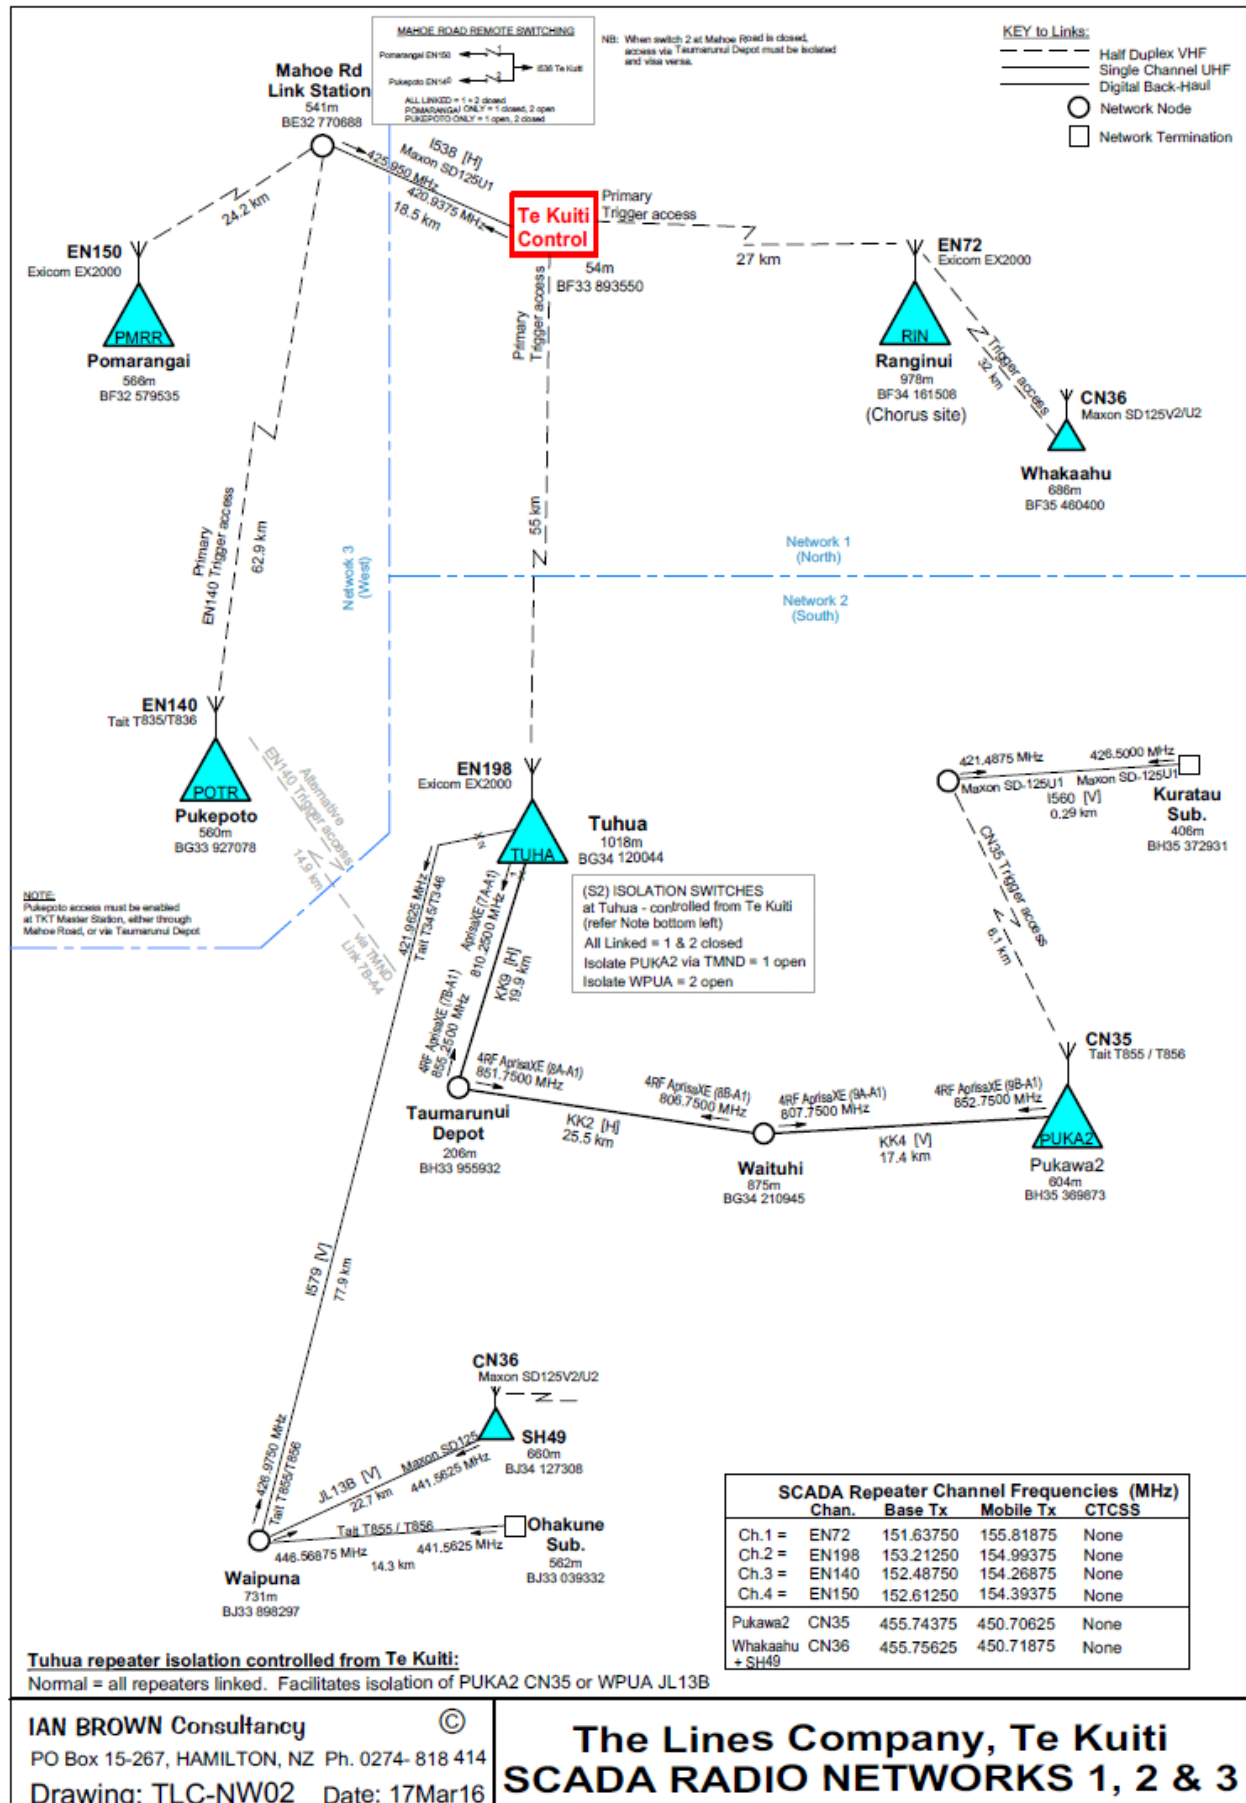 MAHOE ROAD REMOTE SWITCHING
Pomarangai EN150
1
I538 Te Kuiti
Pukepoto EN140
2
ALL LINKED = 1 + 2 closed
POMARANGAI ONLY = 1 closed, 2 open
PUKEPOTO ONLY = 1 open, 2 closed
NB: When switch 2 at Mahoe Road is closed,
access via Taumarunui Depot must be isolated
and visa versa.
KEY to Links:
Half Duplex VHF
Single Channel UHF
Digital Back-Haul
Network Node
Network Termination
Mahoe Rd
Link Station
541m
BE32 770688
I538 [H]
Maxon SD125U1
425.950 MHz
420.9375 MHz
18.5 km
24.2 km
Te Kuiti
Control
54m
BF33 893550
Primary
Trigger access
27 km
EN150
Exicom EX2000
PMRR
Pomarangai
566m
BF32 579535
EN72
Exicom EX2000
RIN
Ranginui
978m
BF34 161508
(Chorus site)
Trigger access
32 km
CN36
Maxon SD125V2/U2
Whakaahu
686m
BF35 460400
Primary
Trigger access
55 km
Primary
EN140 Trigger access
62.9 km
Network 3
(West)
Network 1
(North)
Network 2
(South)
EN140
Tait T835/T836
POTR
Pukepoto
560m
BG33 927078
Alternative
EN140 Trigger access
14.9 km
via TMND
Link 7B-A4
NOTE:
Pukepoto access must be enabled
at TKT Master Station, either through
Mahoe Road, or via Taumarunui Depot
EN198
Exicom EX2000
TUHA
Tuhua
1018m
BG34 120044
(S2) ISOLATION SWITCHES
at Tuhua - controlled from Te Kuiti
(refer Note bottom left)
All Linked = 1 & 2 closed
Isolate PUKA2 via TMND = 1 open
Isolate WPUA = 2 open
421.4875 MHz
426.5000 MHz
Maxon SD-125U1
Maxon SD-125U1
I560 [V]
0.29 km
Kuratau
Sub.
406m
BH35 372931
CN35 Trigger access
6.1 km
421.9625 MHz
Tait T345/T346
AprisaXE (7A-A1)
810.2500 MHz
KK9 [H]
19.9 km
4RF AprisaXE (7B-A1)
855.2500 MHz
Taumarunui
Depot
206m
BH33 955932
4RF AprisaXE (8A-A1)
851.7500 MHz
KK2 [H]
25.5 km
4RF AprisaXE (8B-A1)
806.7500 MHz
Waituhi
875m
BG34 210945
4RF AprisaXE (9A-A1)
807.7500 MHz
KK4 [V]
17.4 km
4RF AprisaXE (9B-A1)
852.7500 MHz
CN35
Tait T855 / T856
PUKA2
Pukawa2
604m
BH35 369873
I579 [V]
77.9 km
426.9750 MHz
Tait T855/T856
CN36
Maxon SD125V2/U2
SH49
660m
BJ34 127308
JL13B [V]
22.7 km
Maxon SD125
441.5625 MHz
Tait T855 / T856
446.56875 MHz
14.3 km
441.5625 MHz
Ohakune
Sub.
562m
BJ33 039332
Waipuna
731m
BJ33 898297
SCADA Repeater Channel Frequencies (MHz)
Chan. Base Tx Mobile Tx CTCSS
Ch.1 = EN72 151.63750 155.81875 None
Ch.2 = EN198 153.21250 154.99375 None
Ch.3 = EN140 152.48750 154.26875 None
Ch.4 = EN150 152.61250 154.39375 None
Pukawa2 CN35 455.74375 450.70625 None
Whakaahu CN36 455.75625 450.71875 None
+ SH49
Tuhua repeater isolation controlled from Te Kuiti:
Normal = all repeaters linked. Facilitates isolation of PUKA2 CN35 or WPUA JL13B
IAN BROWN Consultancy ©
PO Box 15-267, HAMILTON, NZ Ph. 0274- 818 414
Drawing: TLC-NW02 Date: 17Mar16
The Lines Company, Te Kuiti
SCADA RADIO NETWORKS 1, 2 & 3